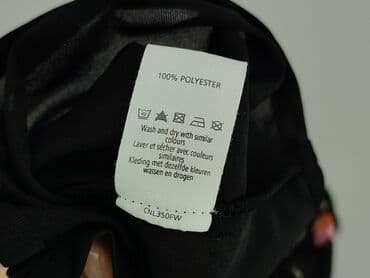 100% POLYESTER
Wash and dry with similar
colours
Laver et sécher avec couleurs
similaires
Kleding met dezelfde kleuren
wassen en drogen
CNL350FW